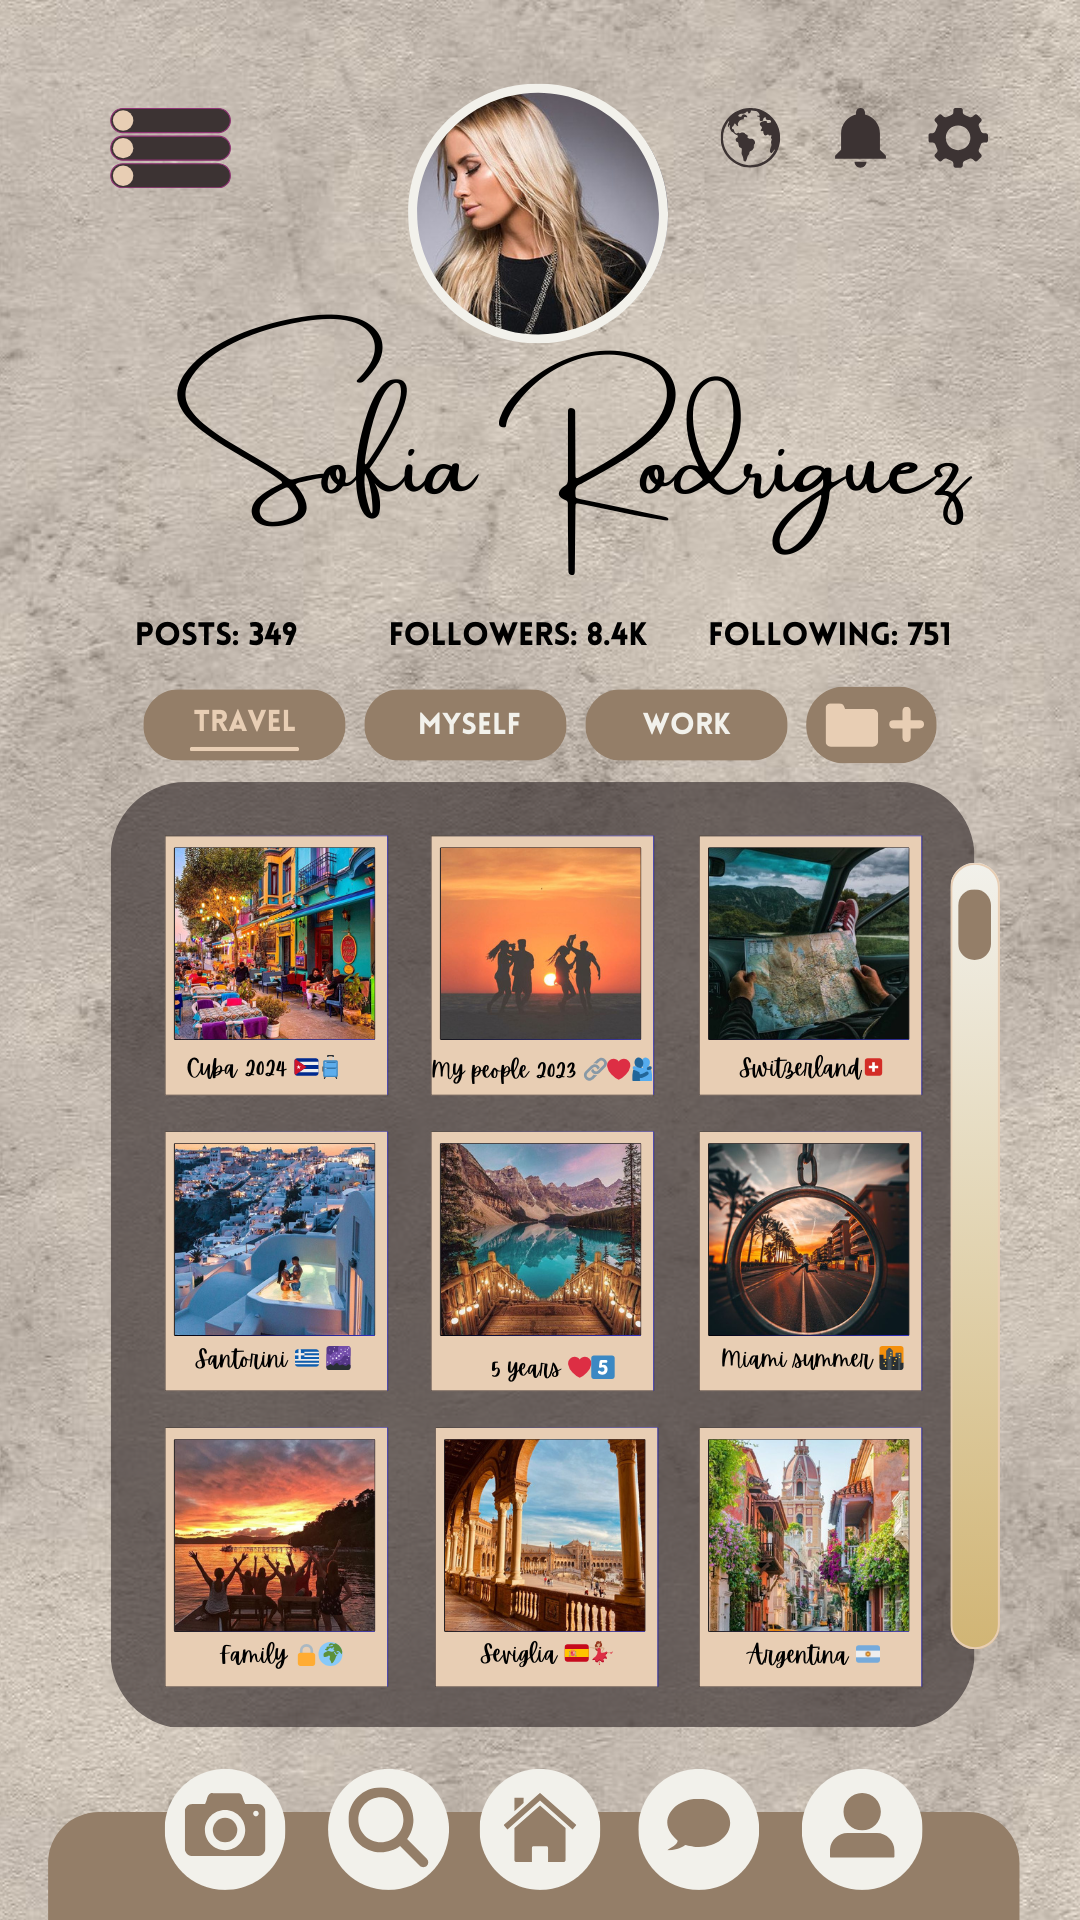 Sofia Rodriguez
POSTS: 349 FOLLOWERS: 8.4K FOLLOWING: 751
TRAVEL MYSELF WORK
Cuba 2024 🇨🇺🧳
My people 2023 🔗❤️🫂
Switzerland🇨🇭
Santorini 🇬🇷 🌌
5 years ❤️5️⃣
Miami summer 🌆
Family 🔒🌍
Seviglia 🇪🇸💃
Argentina 🇦🇷